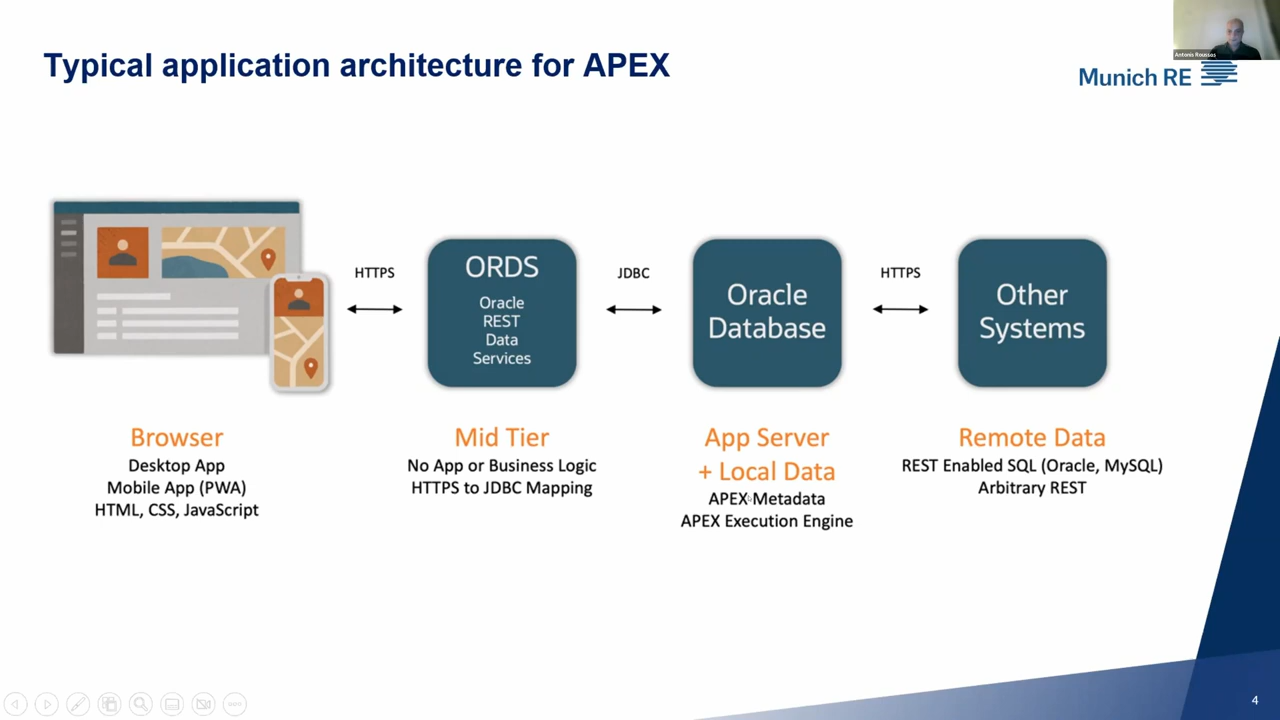 Typical application architecture for APEX
Antonis Roussos
Munich RE
HTTPS
ORDS
Oracle
REST
Data
Services
JDBC
Oracle
Database
HTTPS
Other
Systems
Browser
Desktop App
Mobile App (PWA)
HTML, CSS, JavaScript
Mid Tier
No App or Business Logic
HTTPS to JDBC Mapping
App Server
+ Local Data
APEX Metadata
APEX Execution Engine
Remote Data
REST Enabled SQL (Oracle, MySQL)
Arbitrary REST
4